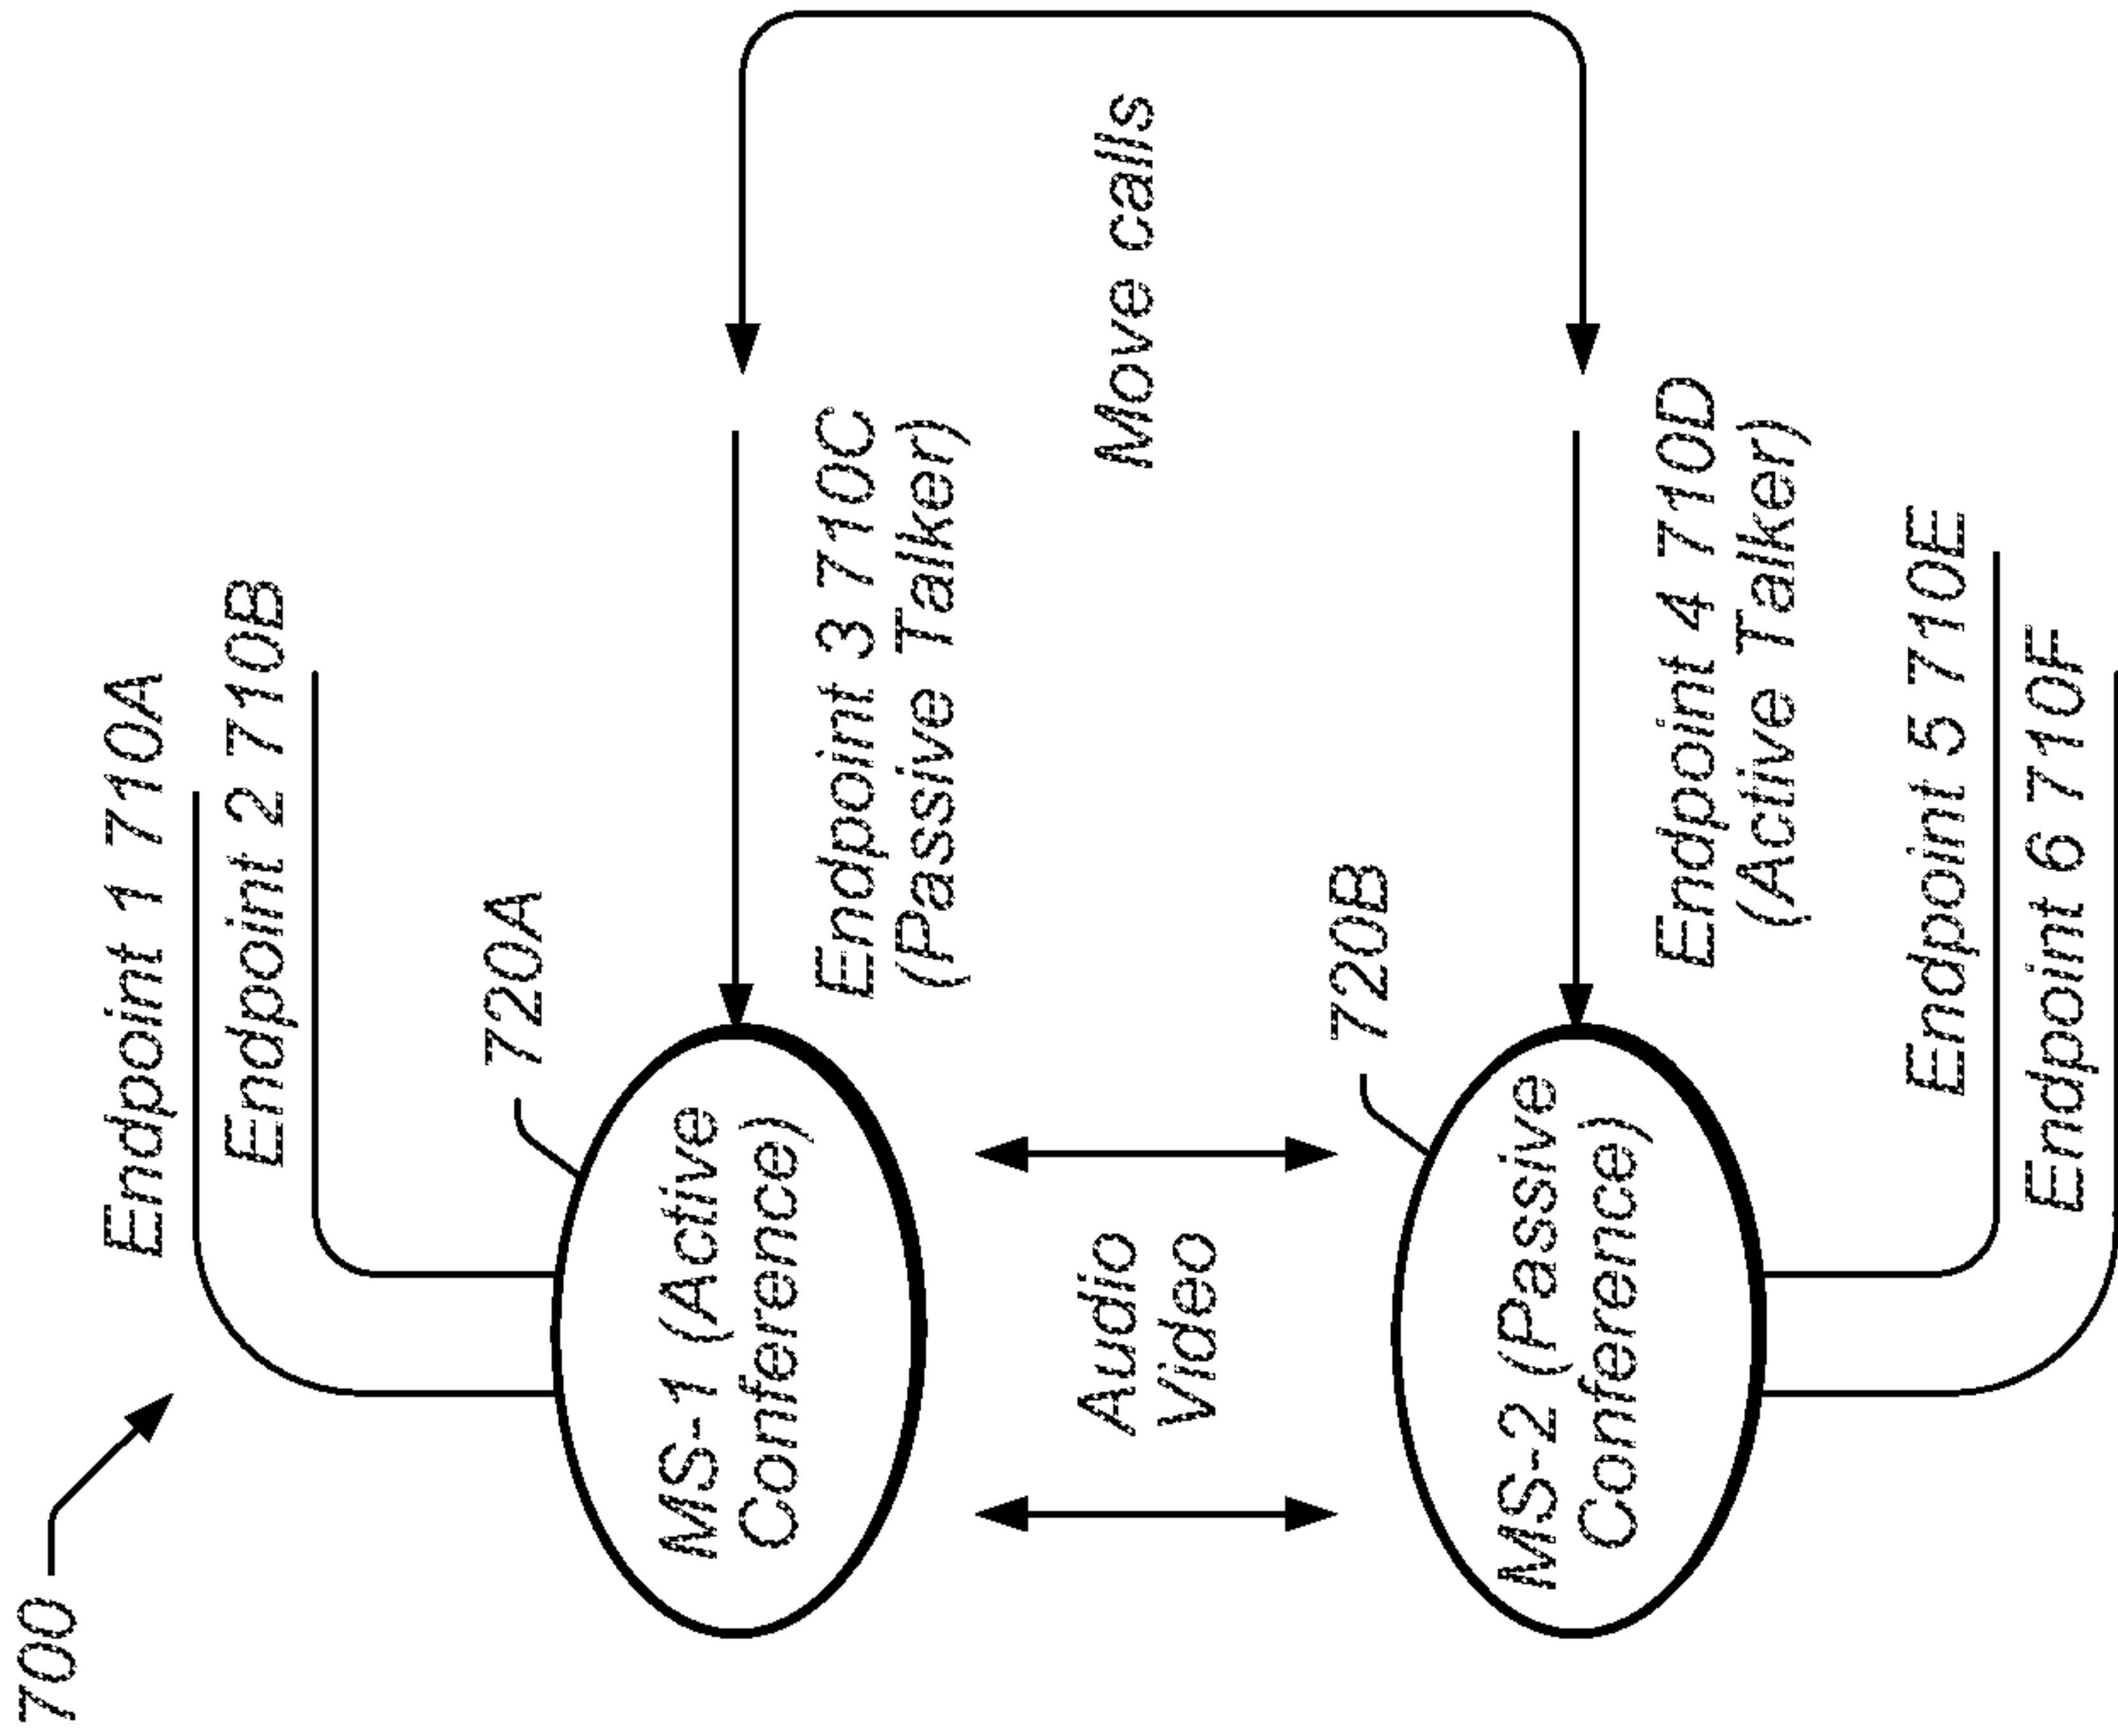 700
Endpoint 1 710A
Endpoint 2 710B
720A
MS-1 (Active
Conference)
Endpoint 3 710C
(Passive Talker)
Audio
Video
Move calls
720B
MS-2 (Passive
Conference)
Endpoint 4 710D
(Active Talker)
Endpoint 5 710E
Endpoint 6 710F